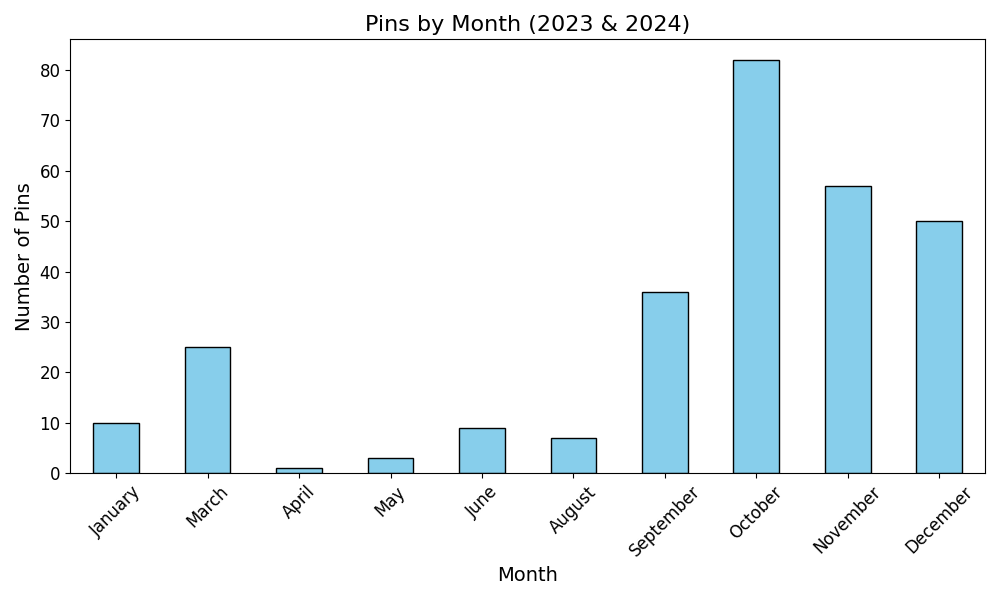 Pins by Month (2023 & 2024)
Number of Pins
80
70
60
50
40
30
20
10
0
January
March
April
May
June
August
September
October
November
December
Month